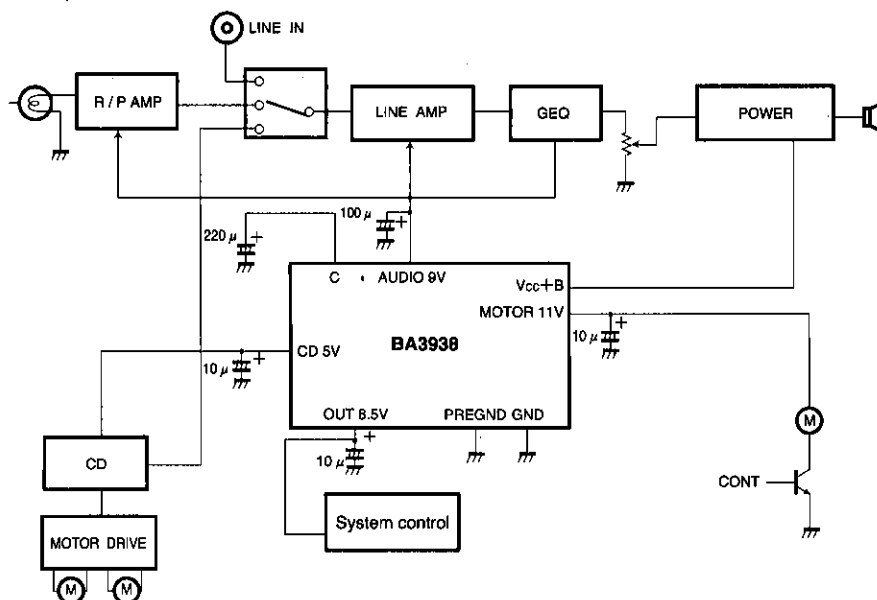 LINE IN
R / P AMP
LINE AMP
GEQ
POWER
100 µ
+
220 µ
+
C
AUDIO 9V
VCC+B
MOTOR 11V
+
10 µ
BA3938
CD 5V
+
10 µ
OUT 8.5V
PREGND GND
+
10 µ
M
CD
CONT
System control
MOTOR DRIVE
M
M